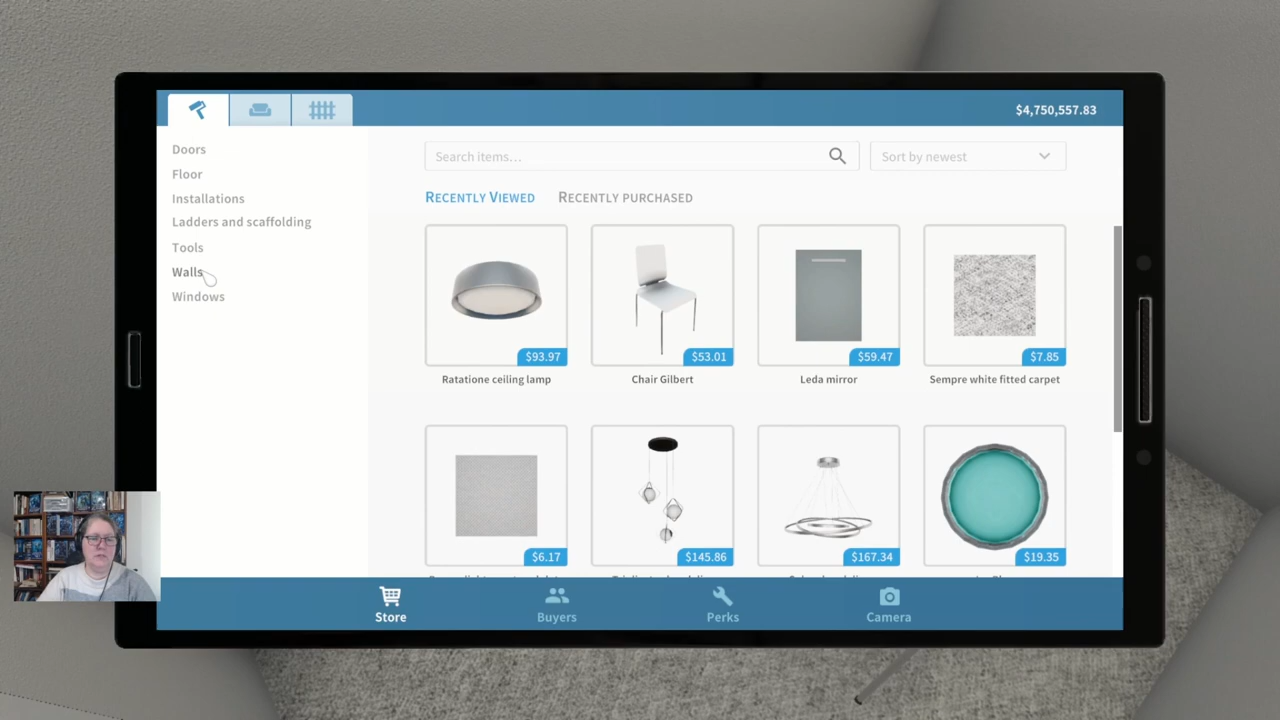 $4,750,557.83
Doors
Floor
Installations
Ladders and scaffolding
Tools
Walls
Windows
Search items...
Sort by newest
RECENTLY VIEWED
RECENTLY PURCHASED
$93.97
$53.01
$59.47
$7.85
Ratatione ceiling lamp
Chair Gilbert
Leda mirror
Sempre white fitted carpet
$6.17
$145.86
$167.34
$19.35
Store
Buyers
Perks
Camera